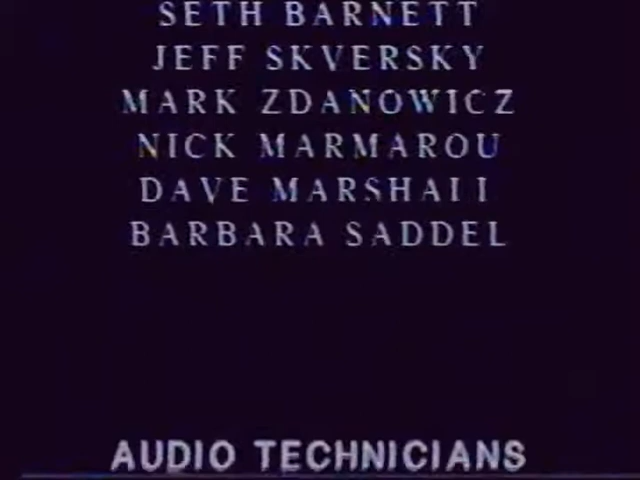 SETH BARNETT
JEFF SKVERSKY
MARK ZDANOWICZ
NICK MARMAROU
DAVE MARSHALL
BARBARA SADDEL
AUDIO TECHNICIANS